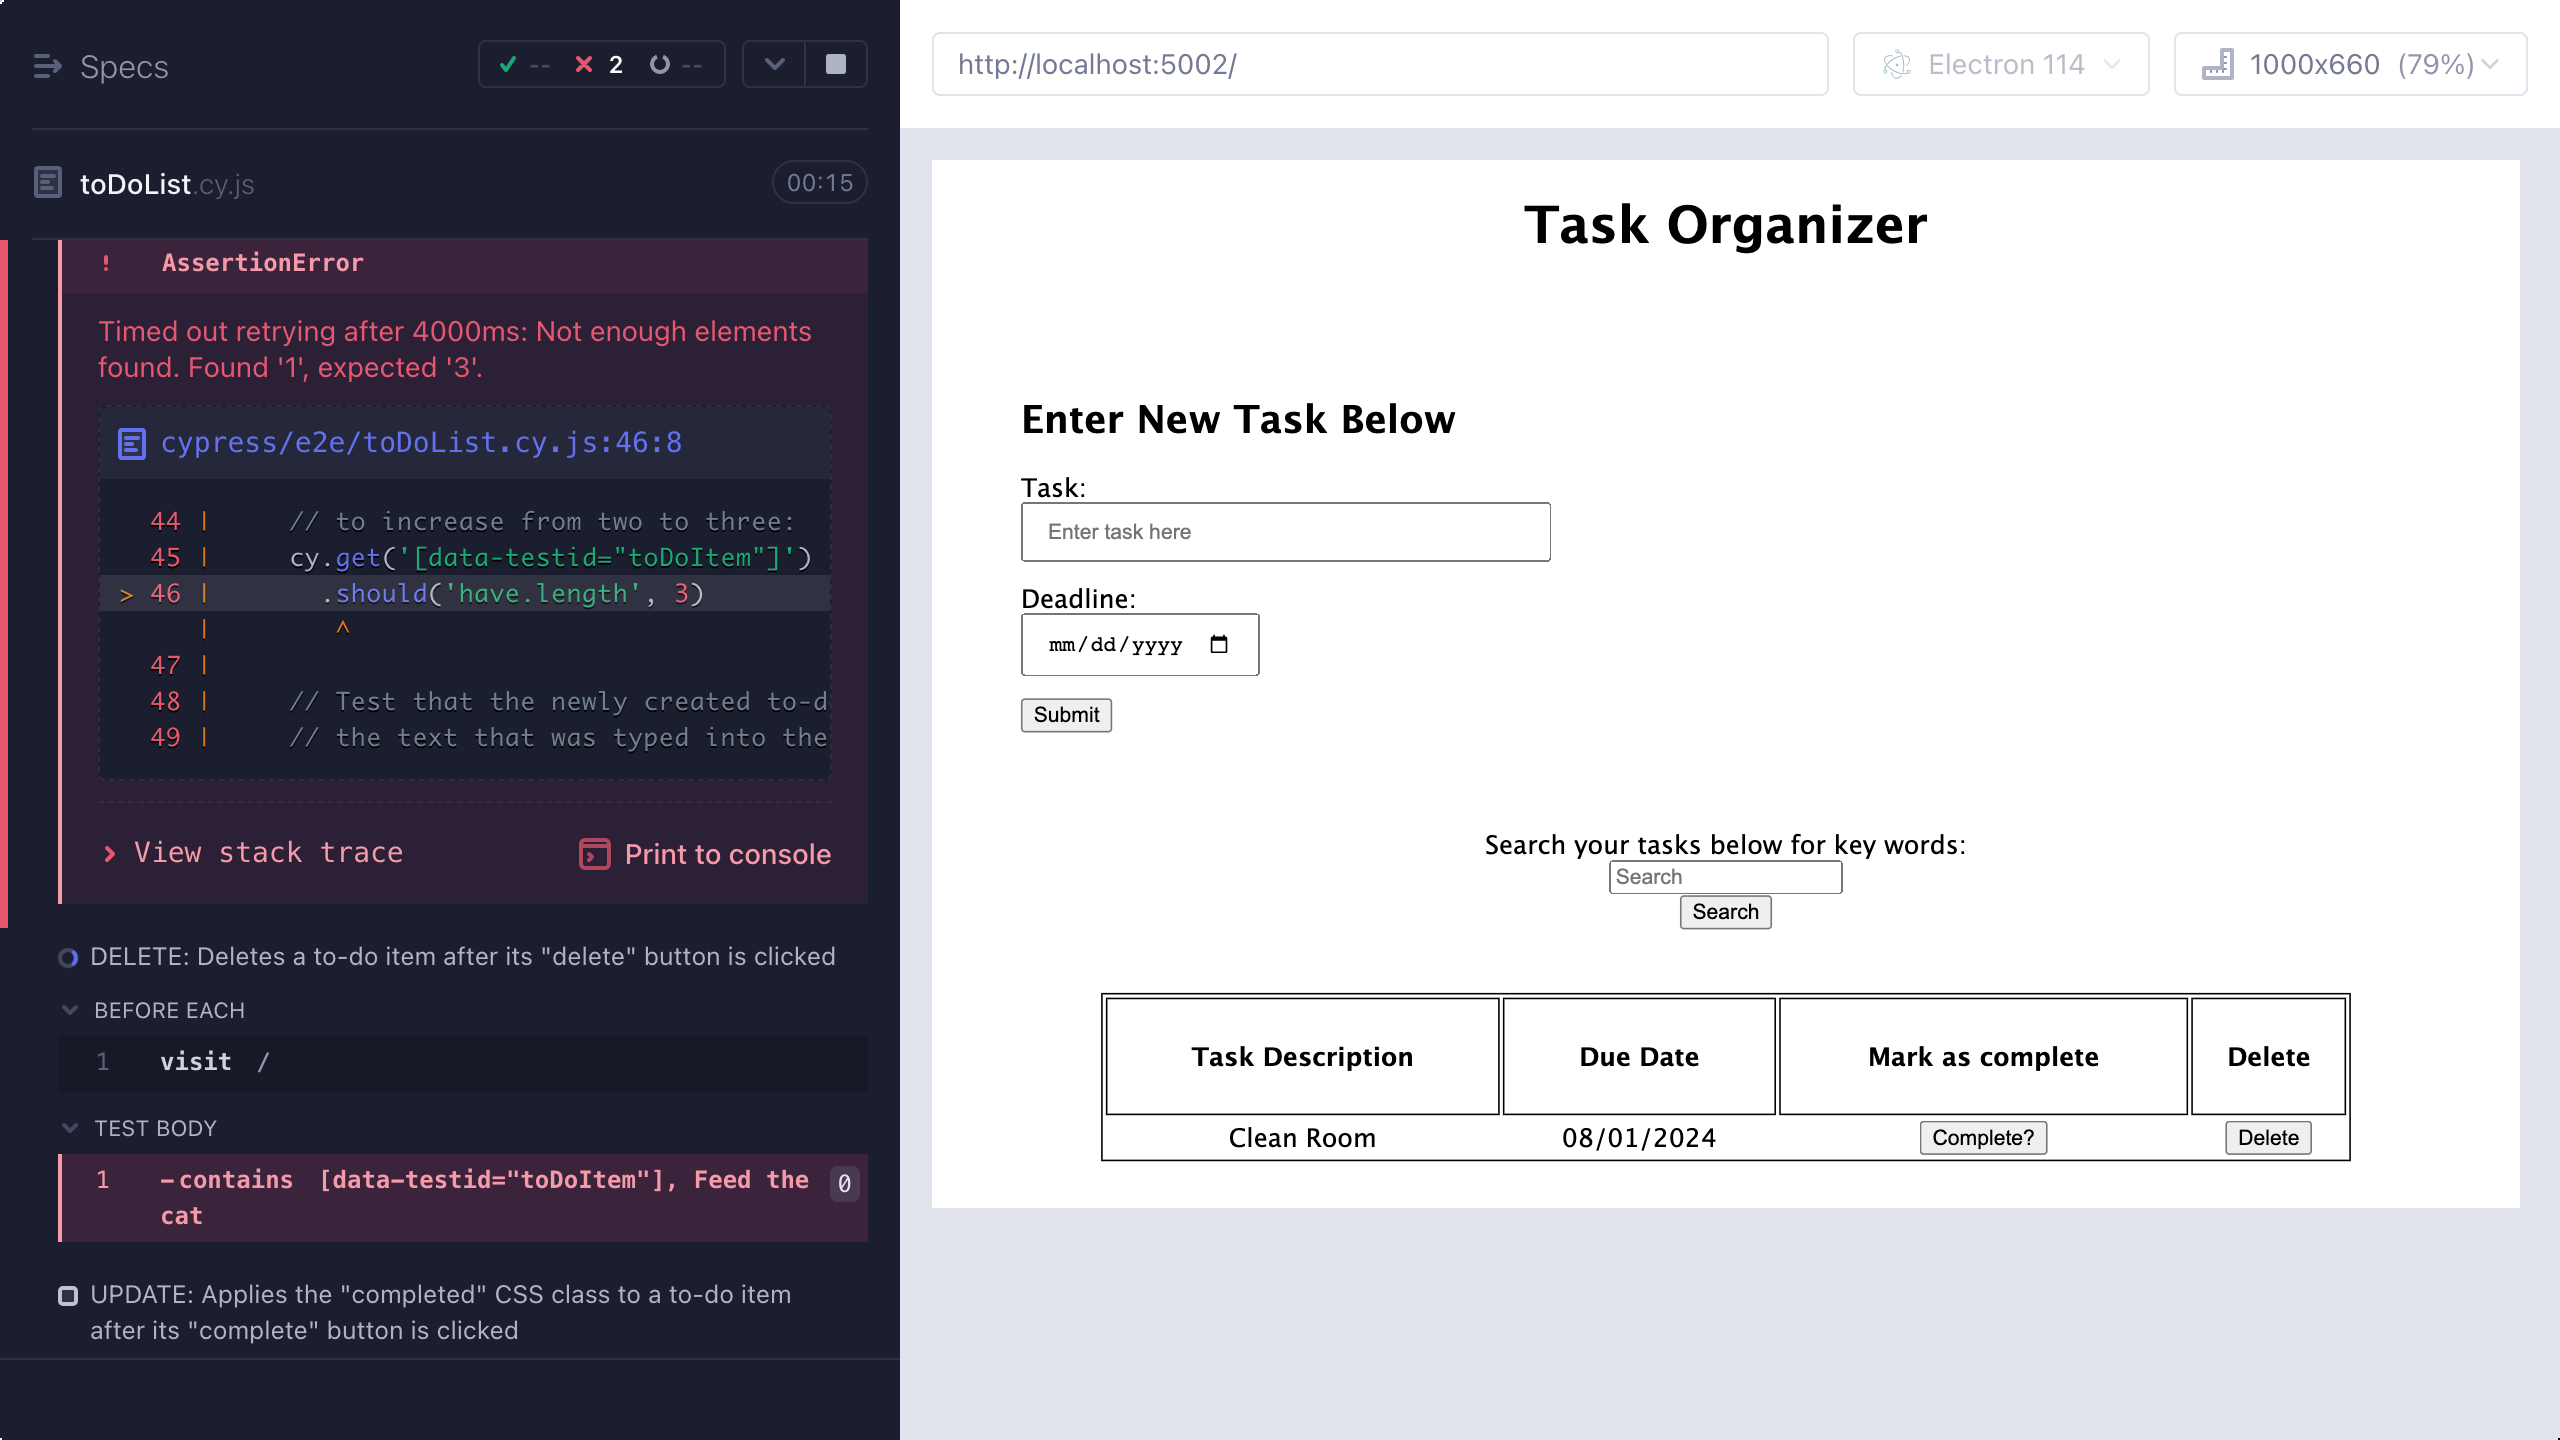 Specs
-- 2 --
toDoList.cy.js
00:15
! AssertionError
Timed out retrying after 4000ms: Not enough elements
found. Found '1', expected '3'.
cypress/e2e/toDoList.cy.js:46:8
44 | // to increase from two to three:
45 | cy.get('[data-testid="toDoItem"]')
> 46 | .should('have.length', 3)
| ^
47 |
48 | // Test that the newly created to-d
49 | // the text that was typed into the
View stack trace
Print to console
DELETE: Deletes a to-do item after its "delete" button is clicked
BEFORE EACH
1 visit /
TEST BODY
1 -contains [data-testid="toDoItem"], Feed the
cat
0
UPDATE: Applies the "completed" CSS class to a to-do item
after its "complete" button is clicked
http://localhost:5002/
Electron 114
1000x660 (79%)
Task Organizer
Enter New Task Below
Task:
Enter task here
Deadline:
mm/dd/yyyy
Submit
Search your tasks below for key words:
Search
Search
Task Description Due Date Mark as complete Delete
Clean Room 08/01/2024 Complete? Delete